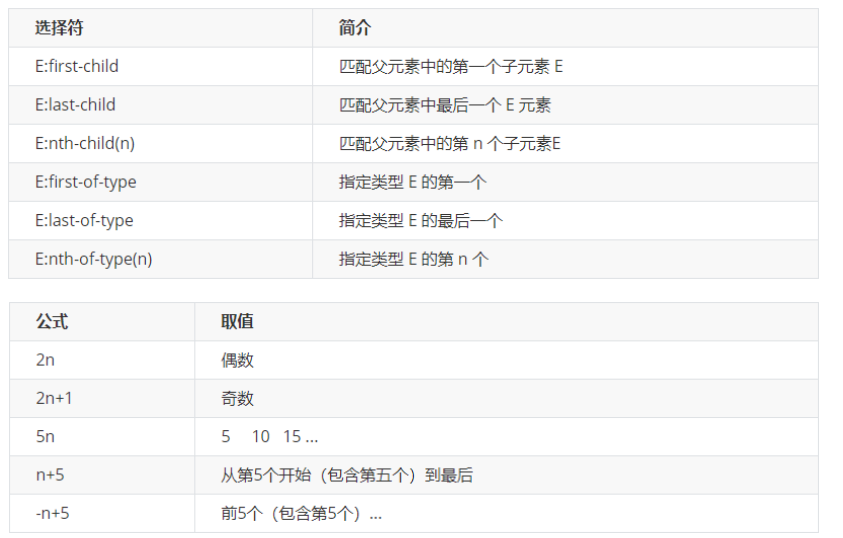 选择符 简介
E:first-child 匹配父元素中的第一个子元素 E
E:last-child 匹配父元素中最后一个 E 元素
E:nth-child(n) 匹配父元素中的第 n 个子元素E
E:first-of-type 指定类型 E 的第一个
E:last-of-type 指定类型 E 的最后一个
E:nth-of-type(n) 指定类型 E 的第 n 个
公式 取值
2n 偶数
2n+1 奇数
5n 5 10 15 ...
n+5 从第5个开始（包含第五个）到最后
-n+5 前5个（包含第5个）...